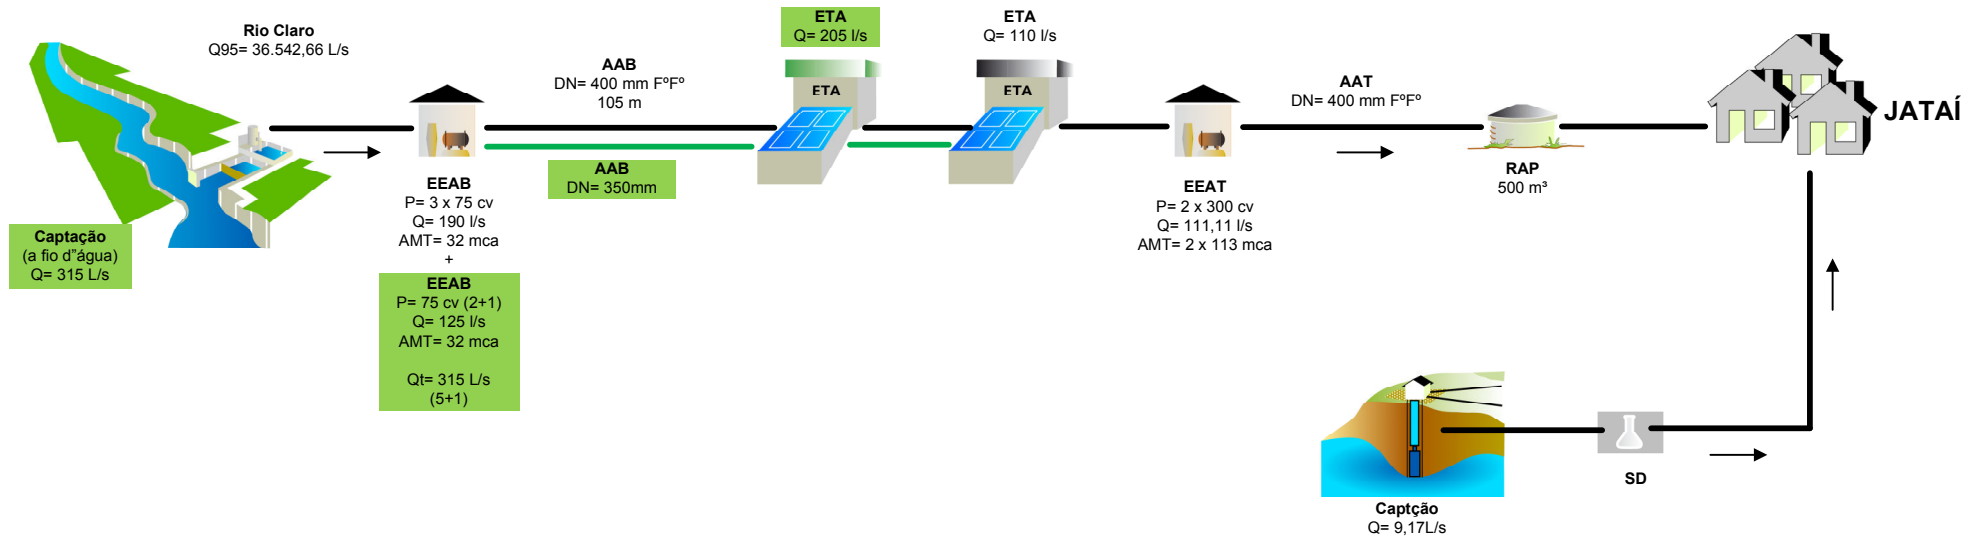 Rio Claro
Q95= 36.542,66 L/s
Captação
(a fio d"água)
Q= 315 L/s
EEAB
P= 3 x 75 cv
Q= 190 l/s
AMT= 32 mca
+
EEAB
P= 75 cv (2+1)
Q= 125 l/s
AMT= 32 mca
Qt= 315 L/s
(5+1)
AAB
DN= 400 mm FºFº
105 m
AAB
DN= 350mm
ETA
Q= 205 l/s
ETA
ETA
Q= 110 l/s
ETA
EEAT
P= 2 x 300 cv
Q= 111,11 l/s
AMT= 2 x 113 mca
AAT
DN= 400 mm FºFº
RAP
500 m³
JATAÍ
Captção
Q= 9,17L/s
SD